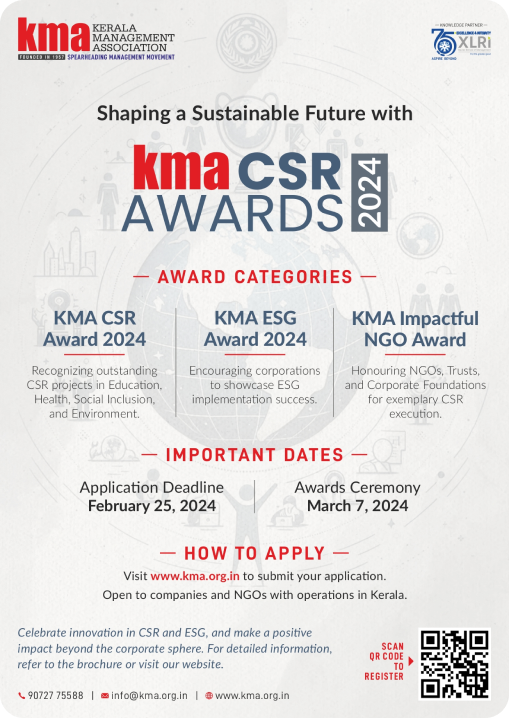 kma KERALA
MANAGEMENT
ASSOCIATION
FOUNDED IN 1957 SPEARHEADING MANAGEMENT MOVEMENT
KNOWLEDGE PARTNER
75 XLRI
Shaping a Sustainable Future with
kma CSR
AWARDS 2024
AWARD CATEGORIES
KMA CSR
Award 2024
Recognizing outstanding
CSR projects in Education,
Health, Social Inclusion,
and Environment.
KMA ESG
Award 2024
Encouraging corporations
to showcase ESG
implementation success.
KMA Impactful
NGO Award
Honouring NGOs, Trusts,
and Corporate Foundations
for exemplary CSR
execution.
IMPORTANT DATES
Application Deadline
February 25, 2024
Awards Ceremony
March 7, 2024
HOW TO APPLY
Visit www.kma.org.in to submit your application.
Open to companies and NGOs with operations in Kerala.
Celebrate innovation in CSR and ESG, and make a positive
impact beyond the corporate sphere. For detailed information,
refer to the brochure or visit our website.
SCAN
QR CODE
TO
REGISTER
90727 75588 | info@kma.org.in | www.kma.org.in